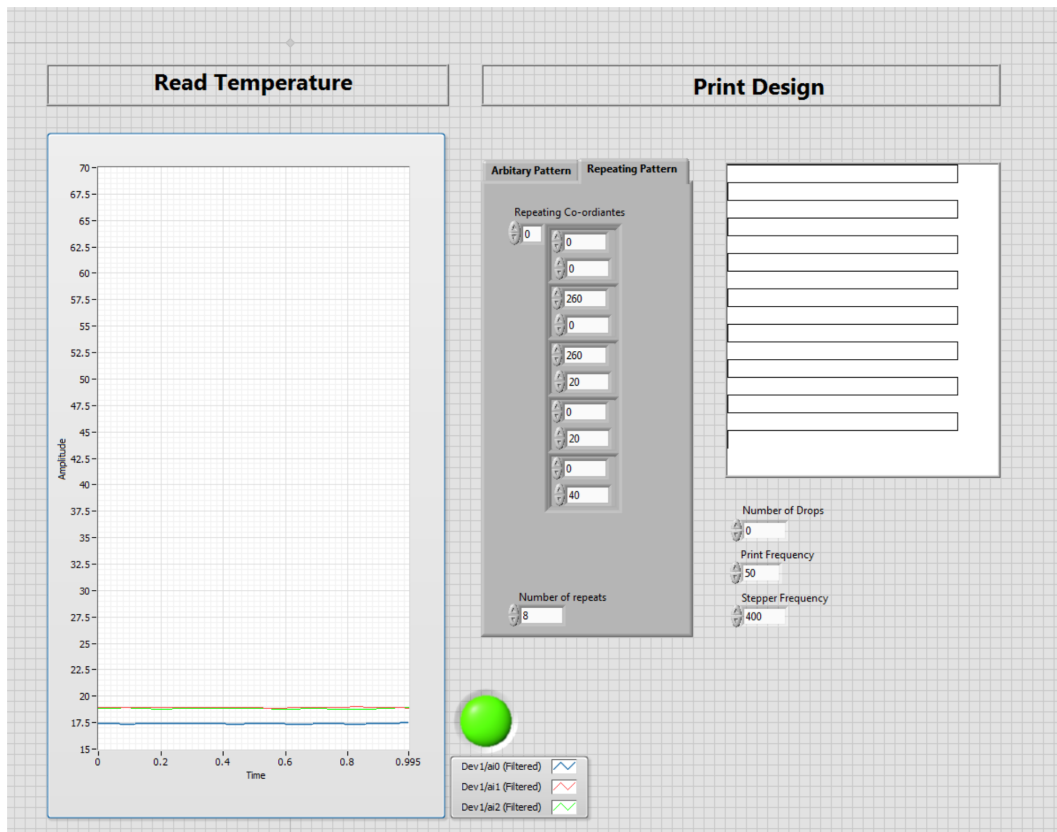 Read Temperature
Print Design
70
67.5
65
62.5
60
57.5
55
52.5
50
47.5
45
42.5
40
37.5
35
32.5
30
27.5
25
22.5
20
17.5
15
Amplitude
0 0.2 0.4 0.6 0.8 0.995
Time
Arbitary Pattern Repeating Pattern
Repeating Co-ordiantes
0
0
0
260
0
260
20
0
20
0
40
Number of repeats
8
Number of Drops
0
Print Frequency
50
Stepper Frequency
400
Dev1/ai0 (Filtered)
Dev1/ai1 (Filtered)
Dev1/ai2 (Filtered)